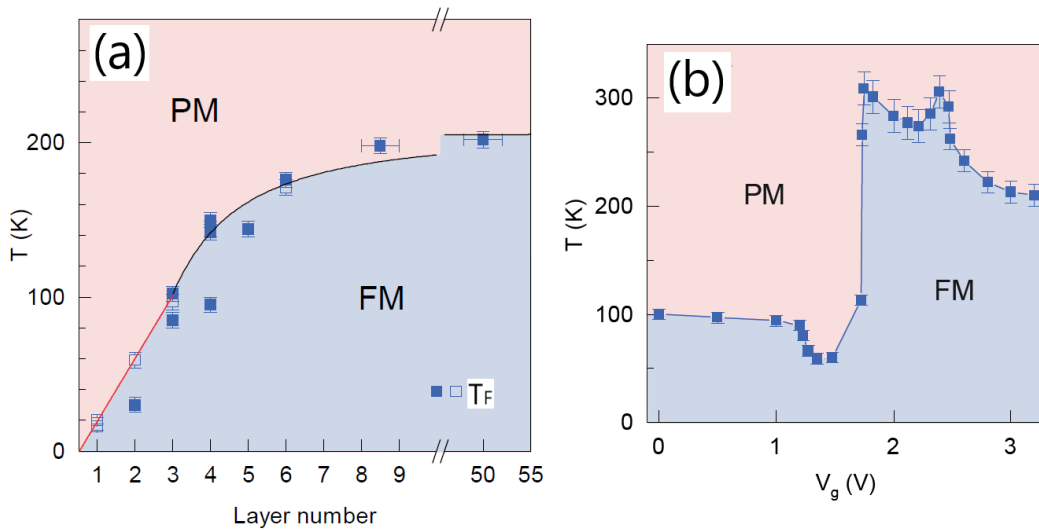 (a)
PM
FM
T_F
T (K)
200
100
0
1 2 3 4 5 6 7 8 9 50 55
Layer number
(b)
PM
FM
T (K)
300
200
100
0
0 1 2 3
V_g (V)